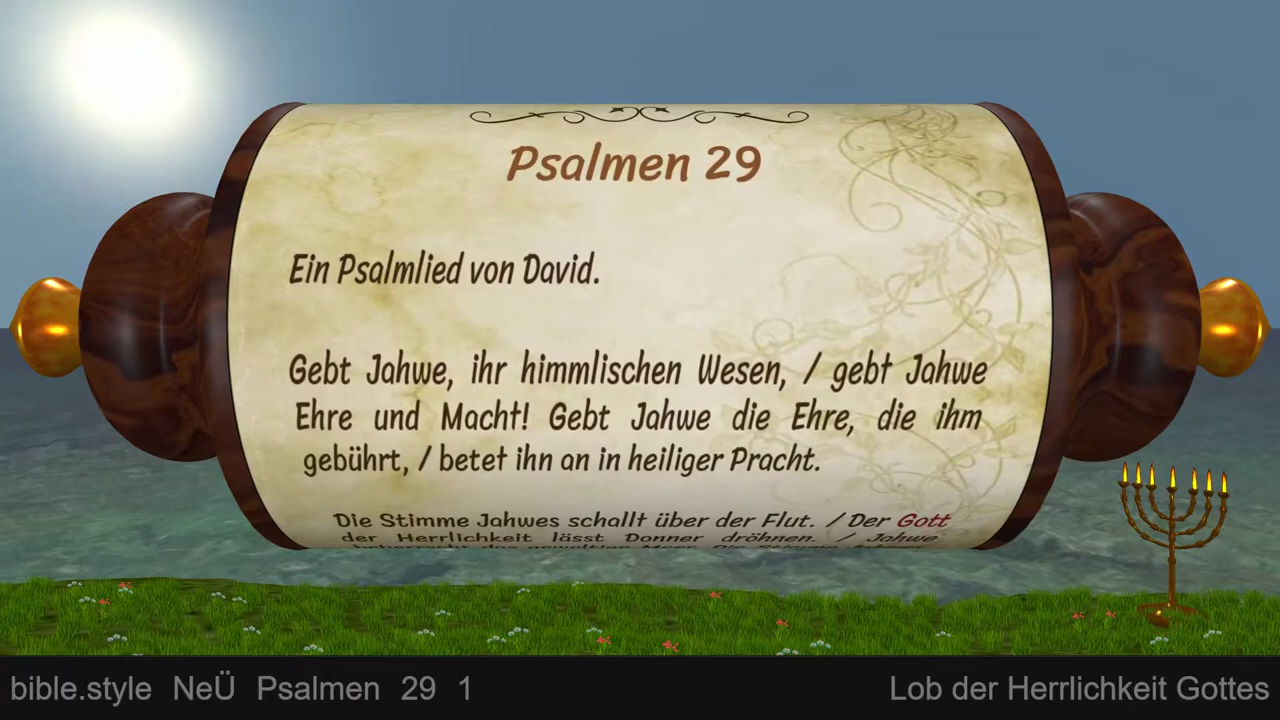 Psalmen 29
Ein Psalmlied von David.
Gebt Jahwe, ihr himmlischen Wesen, / gebt Jahwe
Ehre und Macht! Gebt Jahwe die Ehre, die ihm
gebührt, / betet ihn an in heiliger Pracht.
Die Stimme Jahwes schallt über der Flut. / Der Gott
der Herrlichkeit lässt Donner dröhnen. / Jahwe
bible.style NeÜ Psalmen 29 1
Lob der Herrlichkeit Gottes